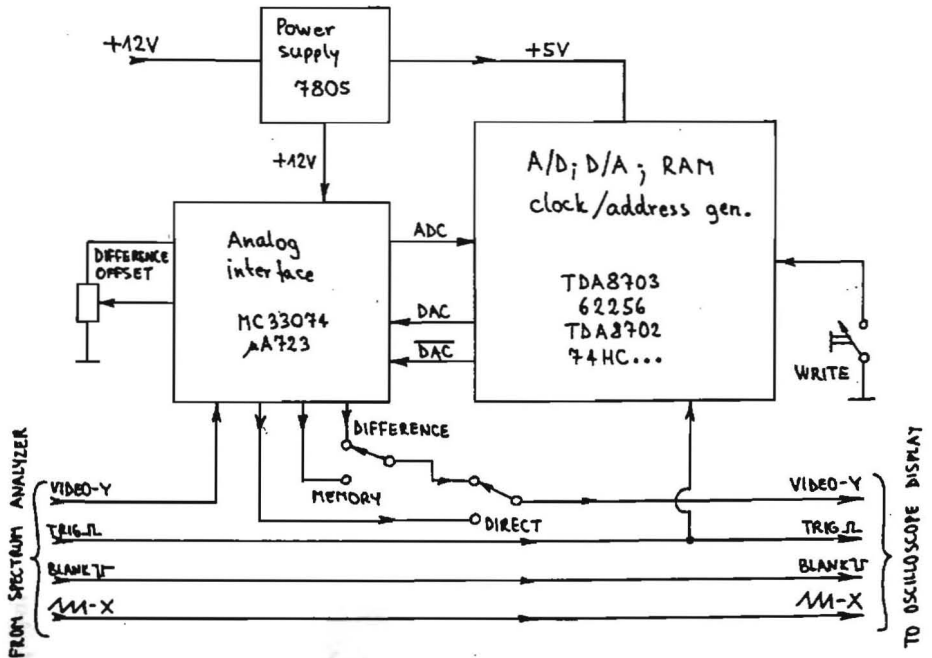 +12V
Power
supply
7805
+5V
+12V
A/D; D/A; RAM
clock/address gen.
TDA8703
62256
TDA8702
74HC...
Analog
interface
MC33074
μA723
DIFFERENCE
OFFSET
ADC
DAC
DAC
WRITE
DIFFERENCE
MEMORY
DIRECT
FROM SPECTRUM ANALYZER
VIDEO-Y
TRIG
BLANK
-X
VIDEO-Y
TRIG
BLANK
-X
TO OSCILLOSCOPE DISPLAY